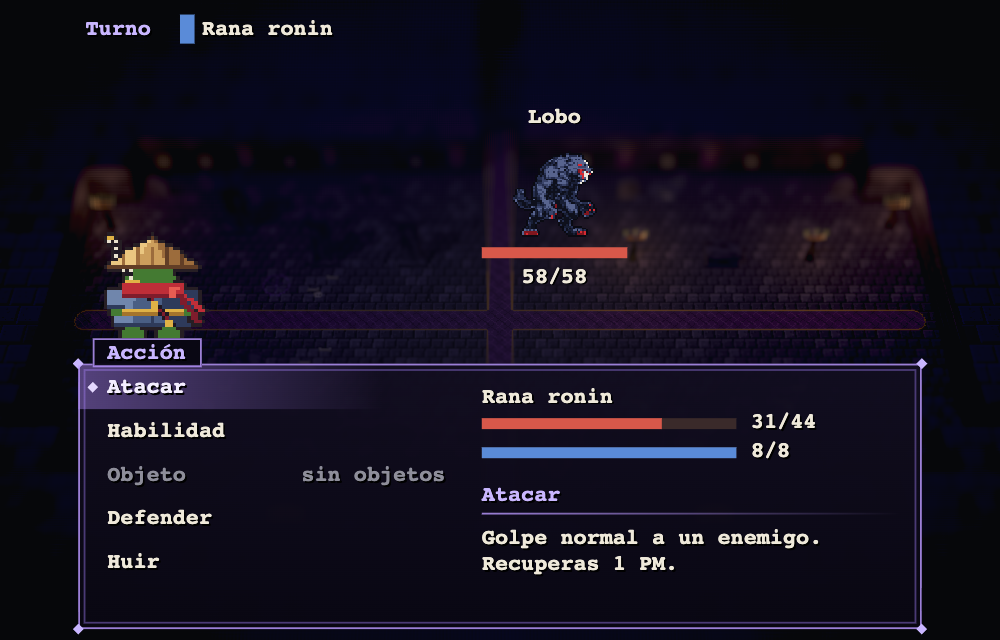 Turno Rana ronin
Lobo
58/58
Acción
Atacar
Habilidad
Objeto sin objetos
Defender
Huir
Rana ronin
31/44
8/8
Atacar
Golpe normal a un enemigo.
Recuperas 1 PM.